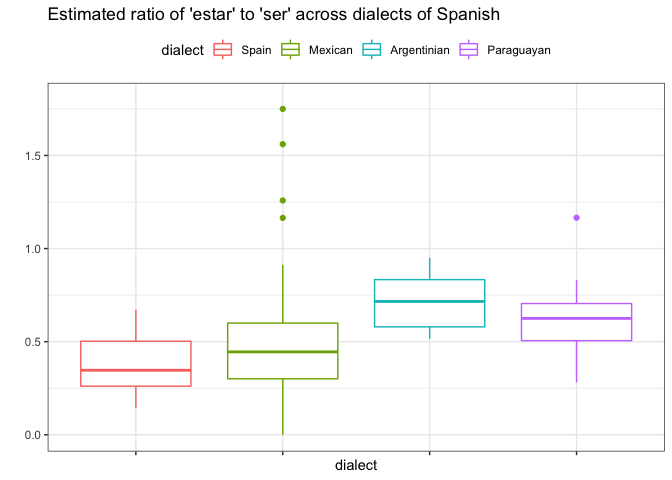 Estimated ratio of 'estar' to 'ser' across dialects of Spanish
dialect Spain Mexican Argentinian Paraguayan
1.5
1.0
0.5
0.0
dialect